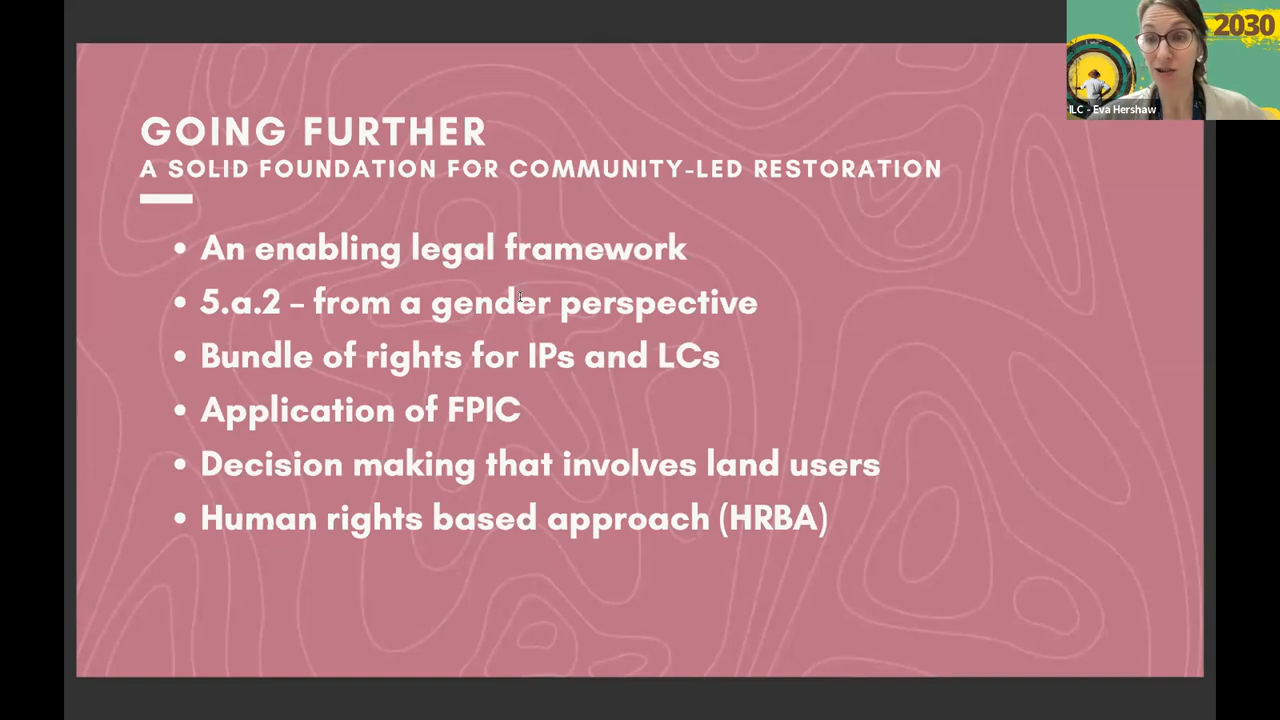 2030
ILC - Eva Hershaw
GOING FURTHER
A SOLID FOUNDATION FOR COMMUNITY-LED RESTORATION
• An enabling legal framework
• 5.a.2 – from a gender perspective
• Bundle of rights for IPs and LCs
• Application of FPIC
• Decision making that involves land users
• Human rights based approach (HRBA)